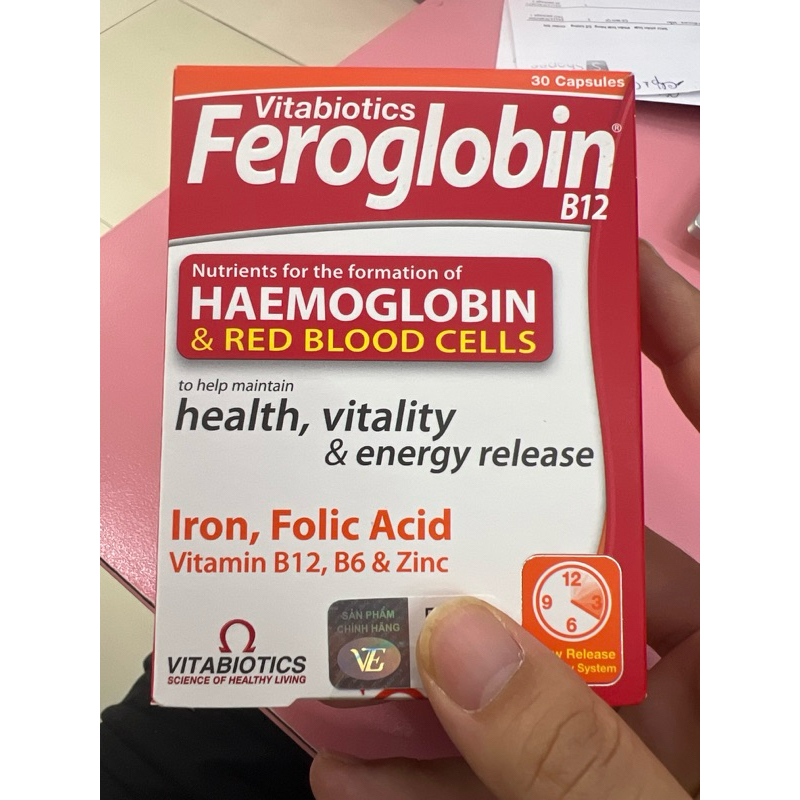 30 Capsules
Vitabiotics
Feroglobin®
B12
Nutrients for the formation of
HAEMOGLOBIN
& RED BLOOD CELLS
to help maintain
health, vitality
& energy release
Iron, Folic Acid
Vitamin B12, B6 & Zinc
12
9 3
6
Release
System
SẢN PHẨM
CHÍNH HÃNG
VE
VITABIOTICS
SCIENCE OF HEALTHY LIVING